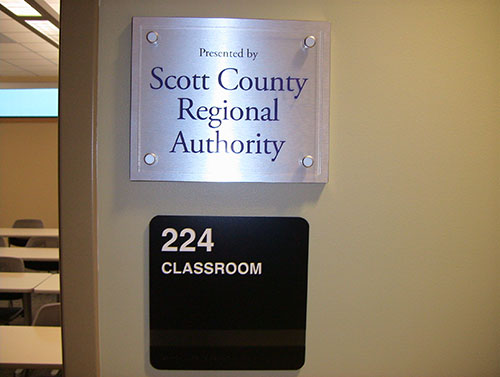 Presented by
Scott County
Regional
Authority
224
CLASSROOM